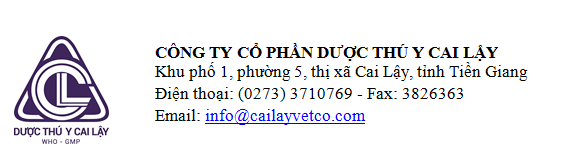 CL
DƯỢC THÚ Y CAI LẬY
WHO - GMP
CÔNG TY CỔ PHẦN DƯỢC THÚ Y CAI LẬY
Khu phố 1, phường 5, thị xã Cai Lậy, tỉnh Tiền Giang
Điện thoại: (0273) 3710769 - Fax: 3826363
Email: info@cailayvetco.com